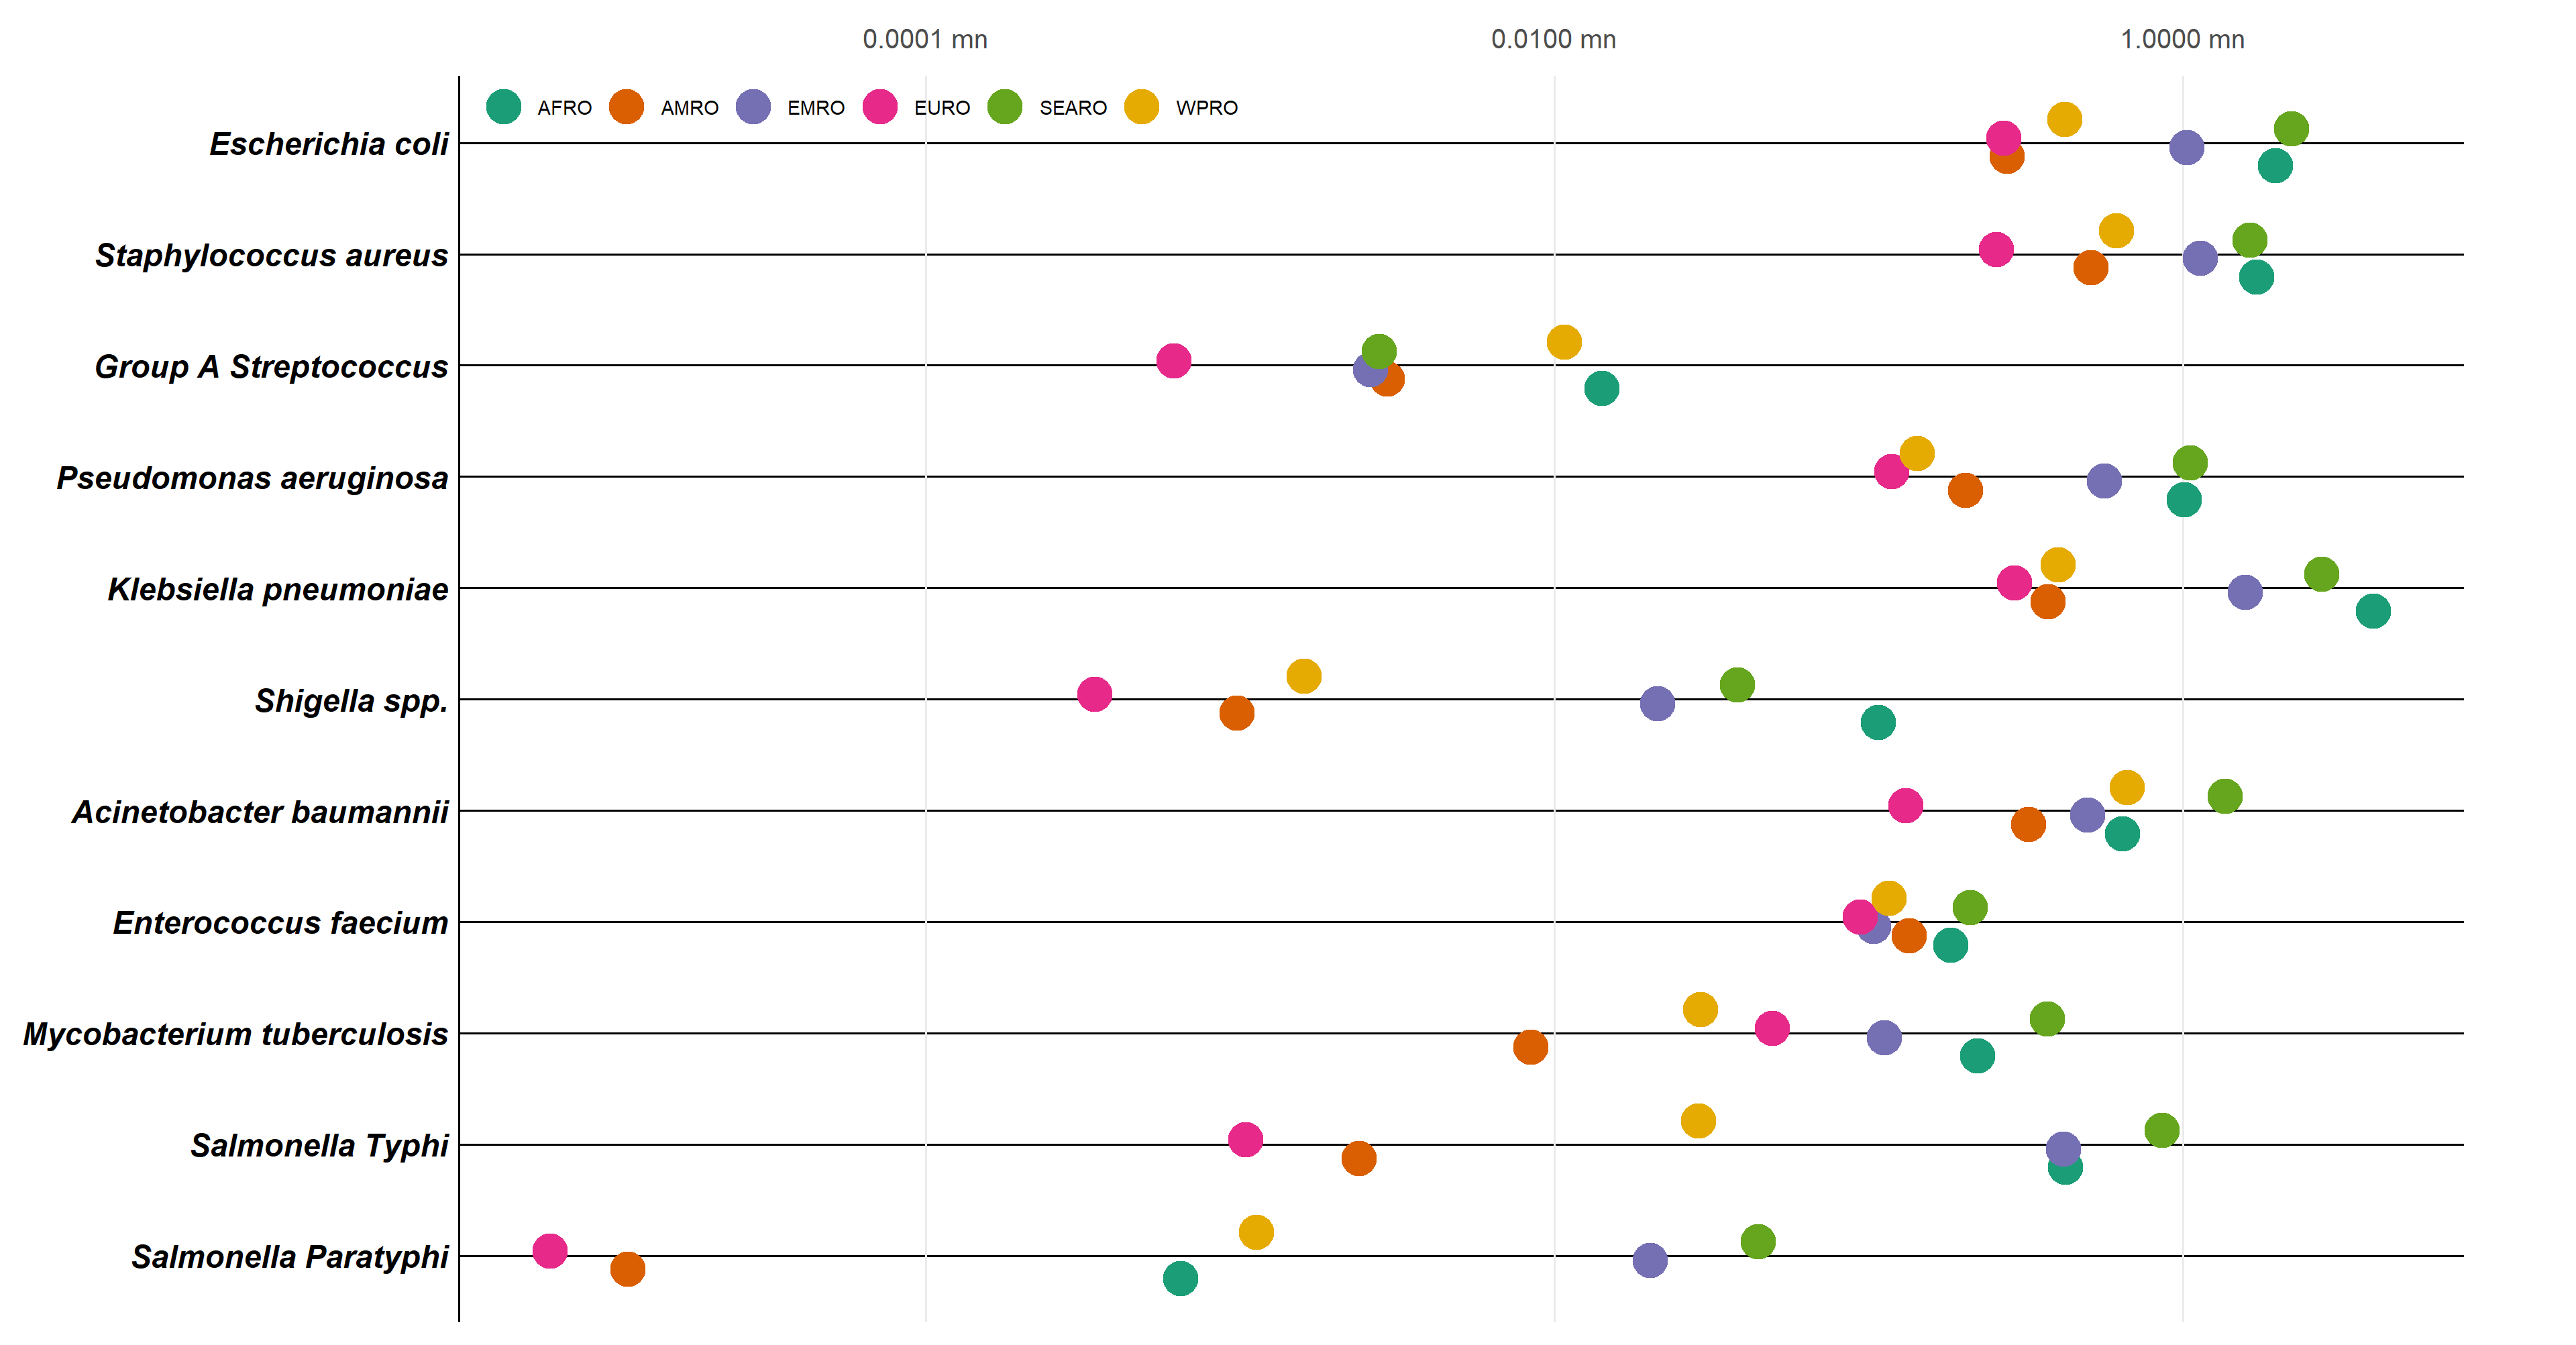 0.0001 mn 0.0100 mn 1.0000 mn
AFRO AMRO EMRO EURO SEARO WPRO
Escherichia coli
Staphylococcus aureus
Group A Streptococcus
Pseudomonas aeruginosa
Klebsiella pneumoniae
Shigella spp.
Acinetobacter baumannii
Enterococcus faecium
Mycobacterium tuberculosis
Salmonella Typhi
Salmonella Paratyphi